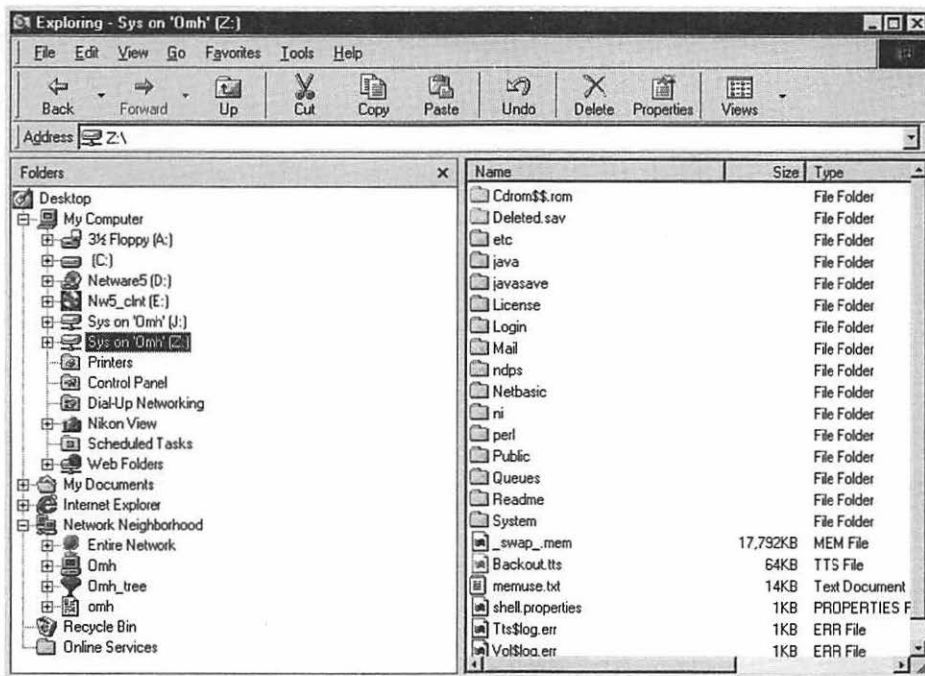 Exploring - Sys on 'Omh' (Z:)
File Edit View Go Favorites Tools Help
Back Forward Up Cut Copy Paste Undo Delete Properties Views
Address Z:\
Folders
Desktop
My Computer
3½ Floppy (A:)
(C:)
Netware5 (D:)
Nw5_clnt (E:)
Sys on 'Omh' (J:)
Sys on 'Omh' (Z:)
Printers
Control Panel
Dial-Up Networking
Nikon View
Scheduled Tasks
Web Folders
My Documents
Internet Explorer
Network Neighborhood
Entire Network
Omh
Omh_tree
omh
Recycle Bin
Online Services
Name Size Type
Cdrom$$.rom File Folder
Deleted.sav File Folder
etc File Folder
java File Folder
javasave File Folder
License File Folder
Login File Folder
Mail File Folder
ndps File Folder
Netbasic File Folder
ni File Folder
perl File Folder
Public File Folder
Queues File Folder
Readme File Folder
System File Folder
_swap_.mem 17,792KB MEM File
Backout.tts 64KB TTS File
memuse.txt 14KB Text Document
shell.properties 1KB PROPERTIES F
Tts$log.err 1KB ERR File
Vol$log.err 1KB ERR File